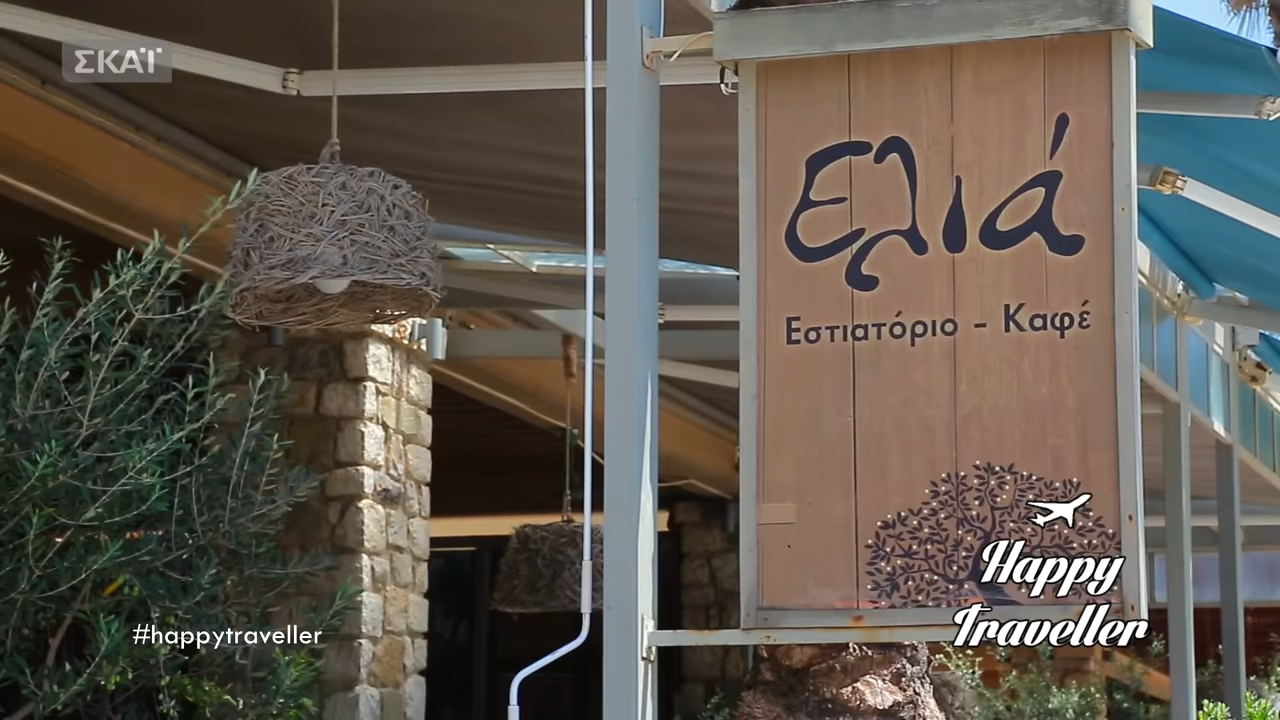 ΣΚΑΪ
Ελιά
Εστιατόριο - Καφέ
Happy
Traveller
#happytraveller